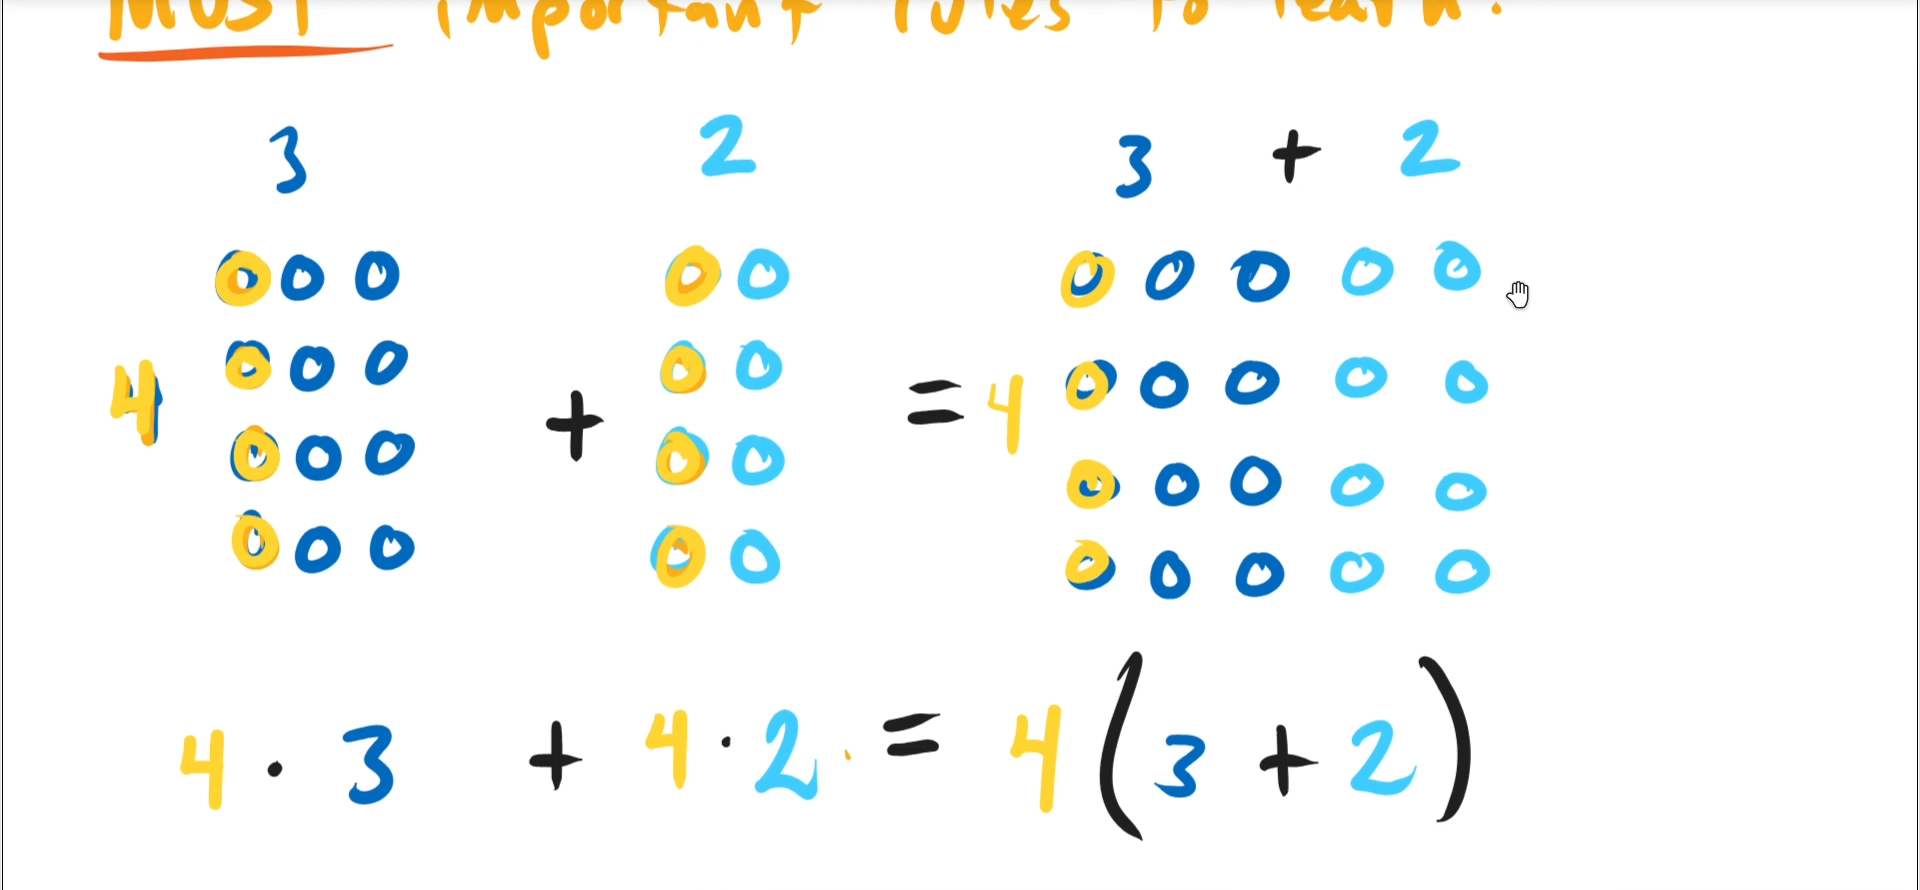 MOST important rules to learn!
3 2 3 + 2
4 + = 4
4 · 3 + 4 · 2 = 4 (3 + 2)